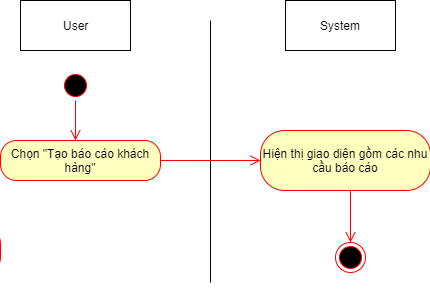 User
System
Chọn "Tạo báo cáo khách
hàng"
Hiện thị giao diện gồm các nhu
cầu báo cáo